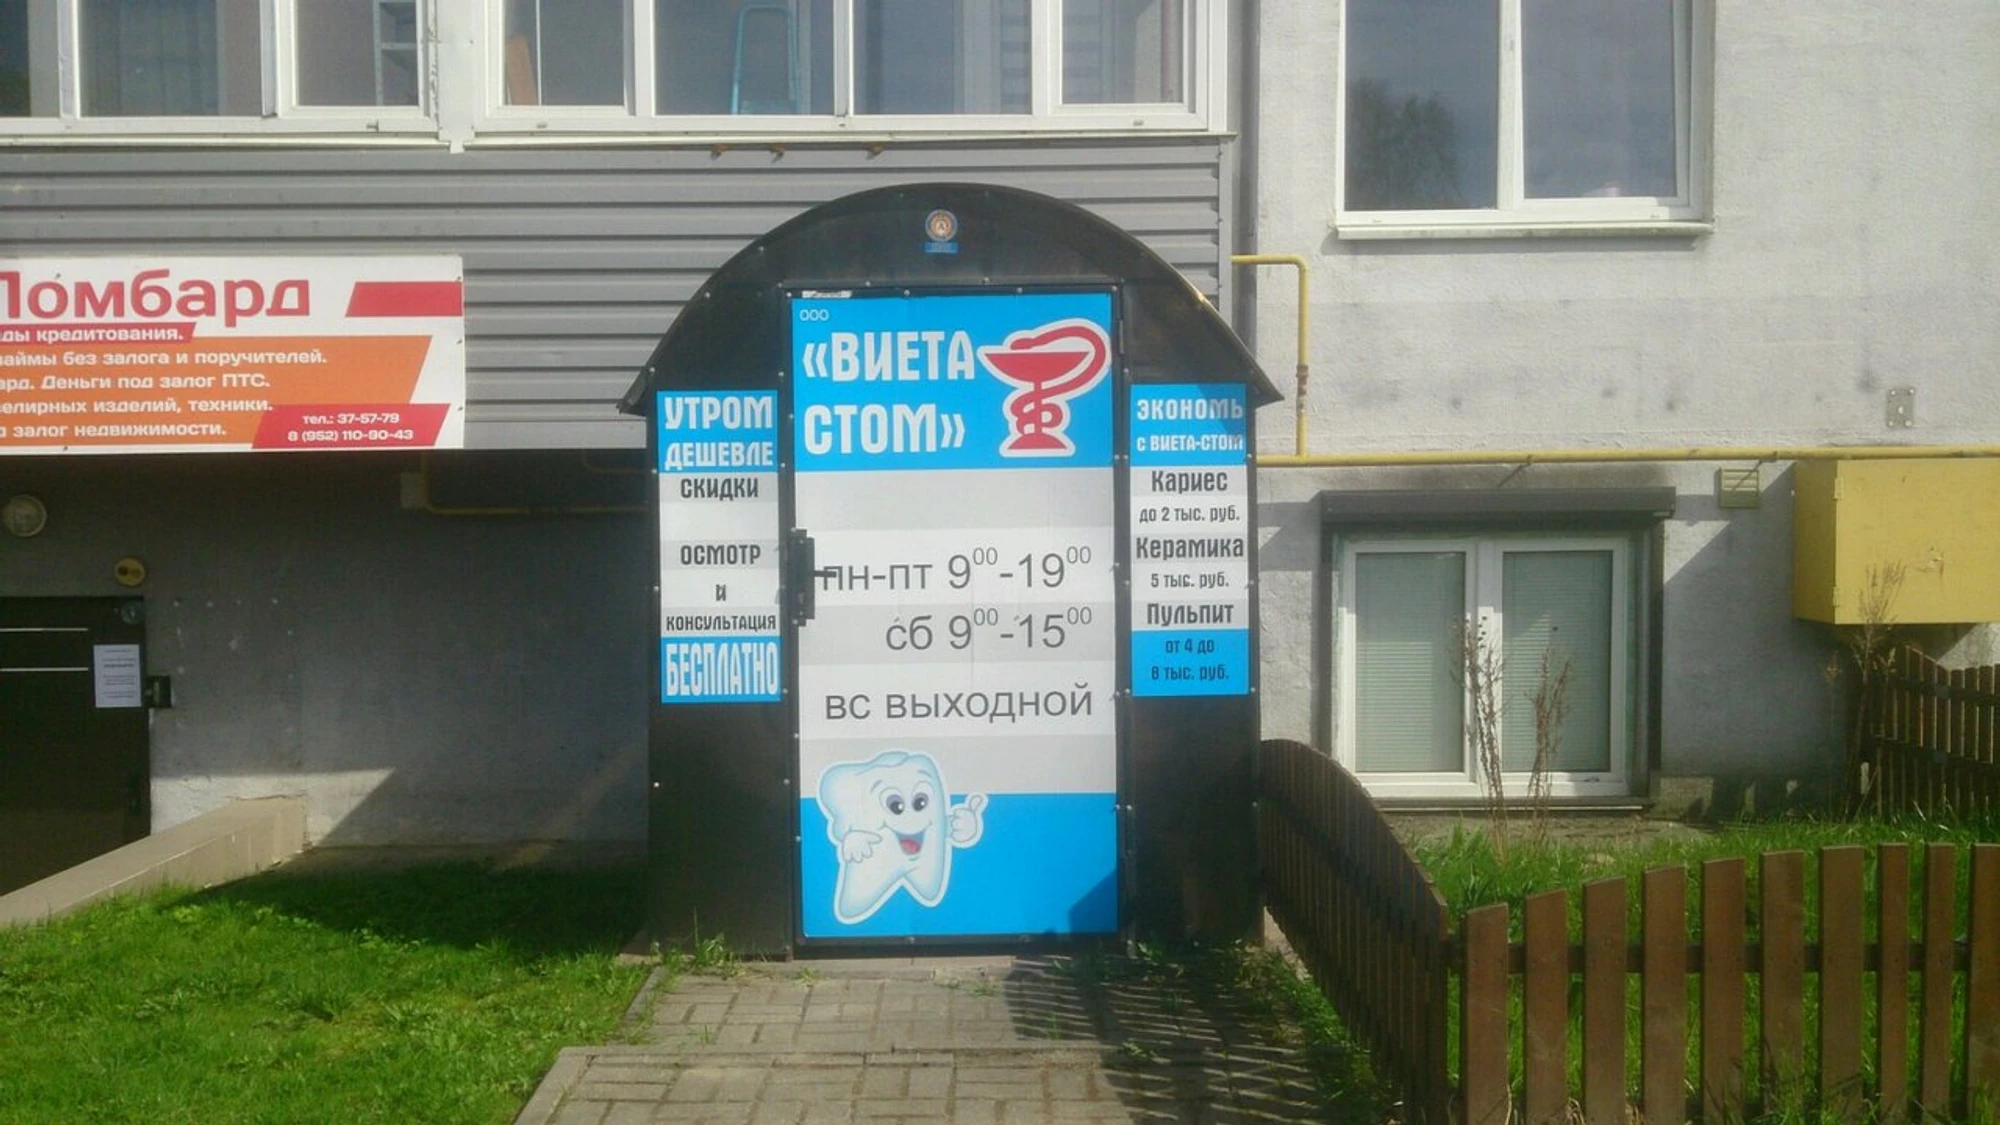 Ломбард
кредитования.
займы без залога и поручителей.
Деньги под залог ПТС.
изделий, техники.
залог недвижимости.
тел.: 37-57-79
8 (952) 110-90-43
УТРОМ
ДЕШЕВЛЕ
СКИДКИ
ОСМОТР
И
КОНСУЛЬТАЦИЯ
БЕСПЛАТНО
ООО
«ВИЕТА
СТОМ»
пн-пт 9⁰⁰-19⁰⁰
сб 9⁰⁰-15⁰⁰
вс выходной
ЭКОНОМЬ
С ВИЕТА-СТОМ
Кариес
до 2 тыс. руб.
Керамика
5 тыс. руб.
Пульпит
от 4 до
8 тыс. руб.